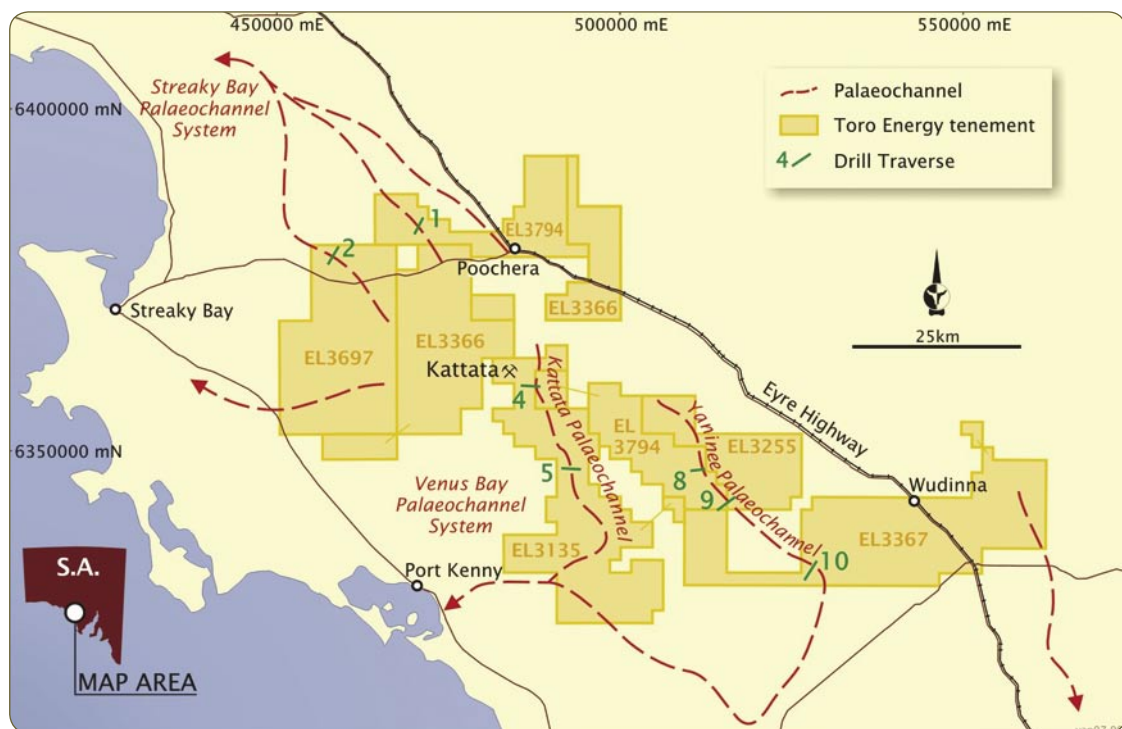 450000 mE
500000 mE
550000 mE
6400000 mN
Streaky Bay
Palaeochannel
System
Palaeochannel
Toro Energy tenement
4 Drill Traverse
1
2
EL3794
Poochera
Streaky Bay
EL3366
25km
EL3697
EL3366
Kattata
4
Kattata Palaeochannel
Eyre Highway
Yaninee Palaeochannel
EL
3794
EL3255
6350000 mN
5
8
9
Wudinna
Venus Bay
Palaeochannel
System
EL3135
EL3367
10
Port Kenny
S.A.
MAP AREA